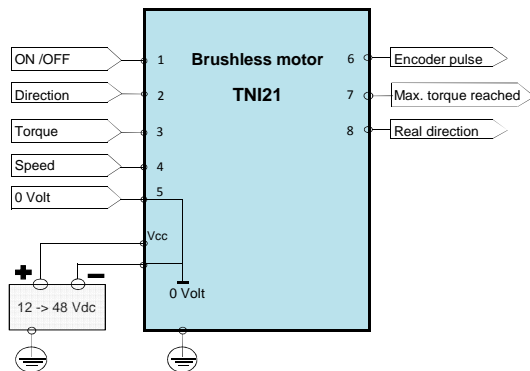 ON /OFF
Direction
Torque
Speed
0 Volt
1
2
3
4
5
Vcc
Brushless motor
TNI21
6
7
8
Encoder pulse
Max. torque reached
Real direction
+
−
12 -> 48 Vdc
0 Volt